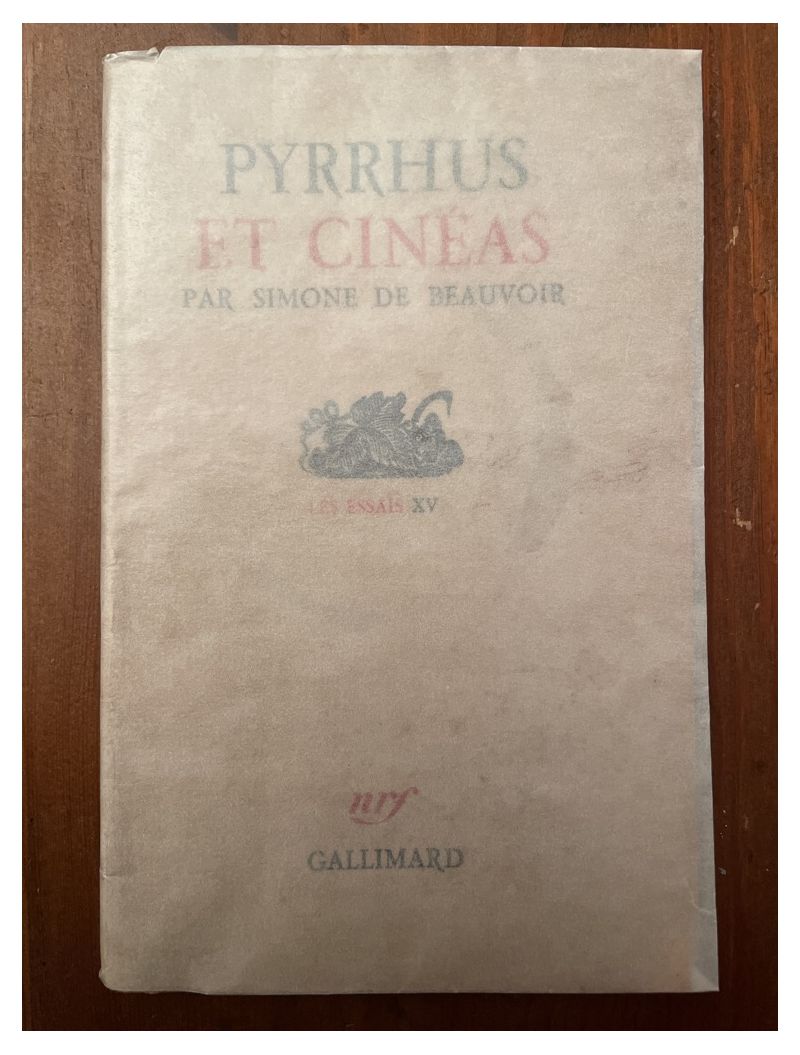 PYRRHUS
ET CINÉAS
PAR SIMONE DE BEAUVOIR
LES ESSAIS XV
nrf
GALLIMARD